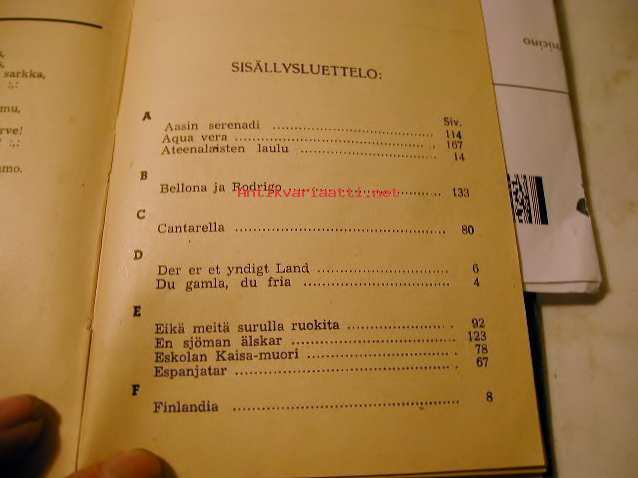 sarkka,
mu,
rve!
mo.
SISÄLLYSLUETTELO:
A
Siv.
Aasin serenadi 114
Aqua vera 167
Ateenalaisten laulu 14
B
Bellona ja Rodrigo 133
Antikvariaatti.net
C
Cantarella 80
D
Der er et yndigt Land 6
Du gamla, du fria 4
E
Eikä meitä surulla ruokita 92
En sjöman älskar 123
Eskolan Kaisa-muori 78
Espanjatar 67
F
Finlandia 8
micino